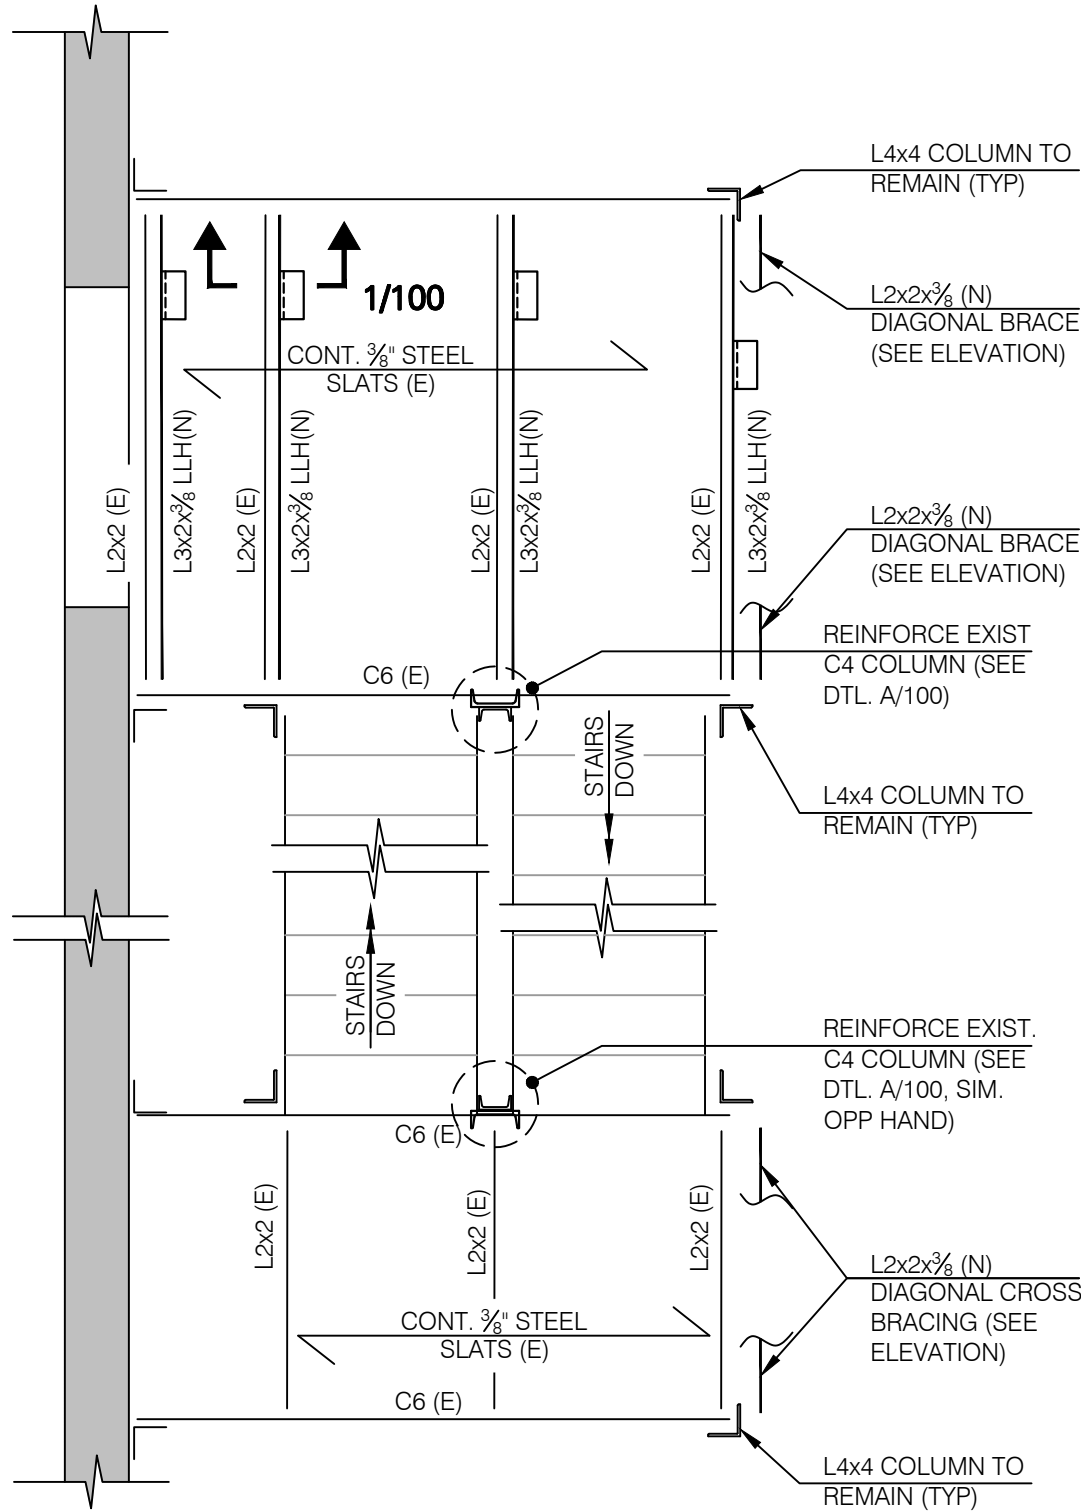 L4x4 COLUMN TO
REMAIN (TYP)
L2x2x3/8 (N)
DIAGONAL BRACE
(SEE ELEVATION)
1/100
CONT. 3/8" STEEL
SLATS (E)
L2x2 (E)
L3x2x3/8 LLH(N)
L2x2 (E)
L3x2x3/8 LLH(N)
L2x2 (E)
L3x2x3/8 LLH(N)
L2x2 (E)
L3x2x3/8 LLH(N)
L2x2x3/8 (N)
DIAGONAL BRACE
(SEE ELEVATION)
REINFORCE EXIST
C4 COLUMN (SEE
DTL. A/100)
C6 (E)
STAIRS
DOWN
L4x4 COLUMN TO
REMAIN (TYP)
STAIRS
DOWN
REINFORCE EXIST.
C4 COLUMN (SEE
DTL. A/100, SIM.
OPP HAND)
C6 (E)
L2x2 (E)
L2x2 (E)
L2x2 (E)
L2x2x3/8 (N)
DIAGONAL CROSS
BRACING (SEE
ELEVATION)
CONT. 3/8" STEEL
SLATS (E)
C6 (E)
L4x4 COLUMN TO
REMAIN (TYP)